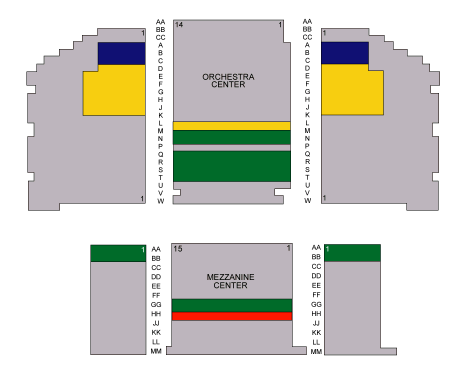 AA 14 1 AA
1 BB BB 1
CC CC
A A
B B
C C
D ORCHESTRA D
E CENTER E
F F
G G
H H
J J
K K
L L
M M
N N
P P
Q Q
R R
S S
T T
U U
1 V V 1
W W
1 AA 15 1 AA 1
BB BB
CC CC
DD MEZZANINE DD
EE CENTER EE
FF FF
GG GG
HH HH
JJ JJ
KK KK
LL LL
MM MM